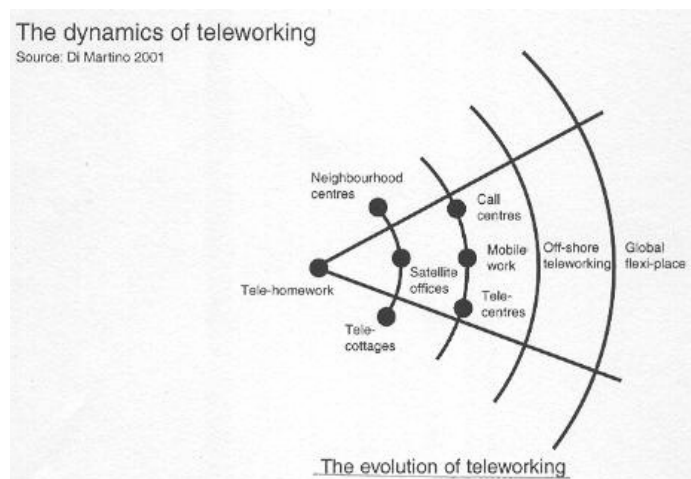 The dynamics of teleworking
Source: Di Martino 2001
Neighbourhood
centres
Call
centres
Mobile
work
Off-shore
teleworking
Global
flexi-place
Satellite
offices
Tele-homework
Tele-
centres
Tele-
cottages
The evolution of teleworking